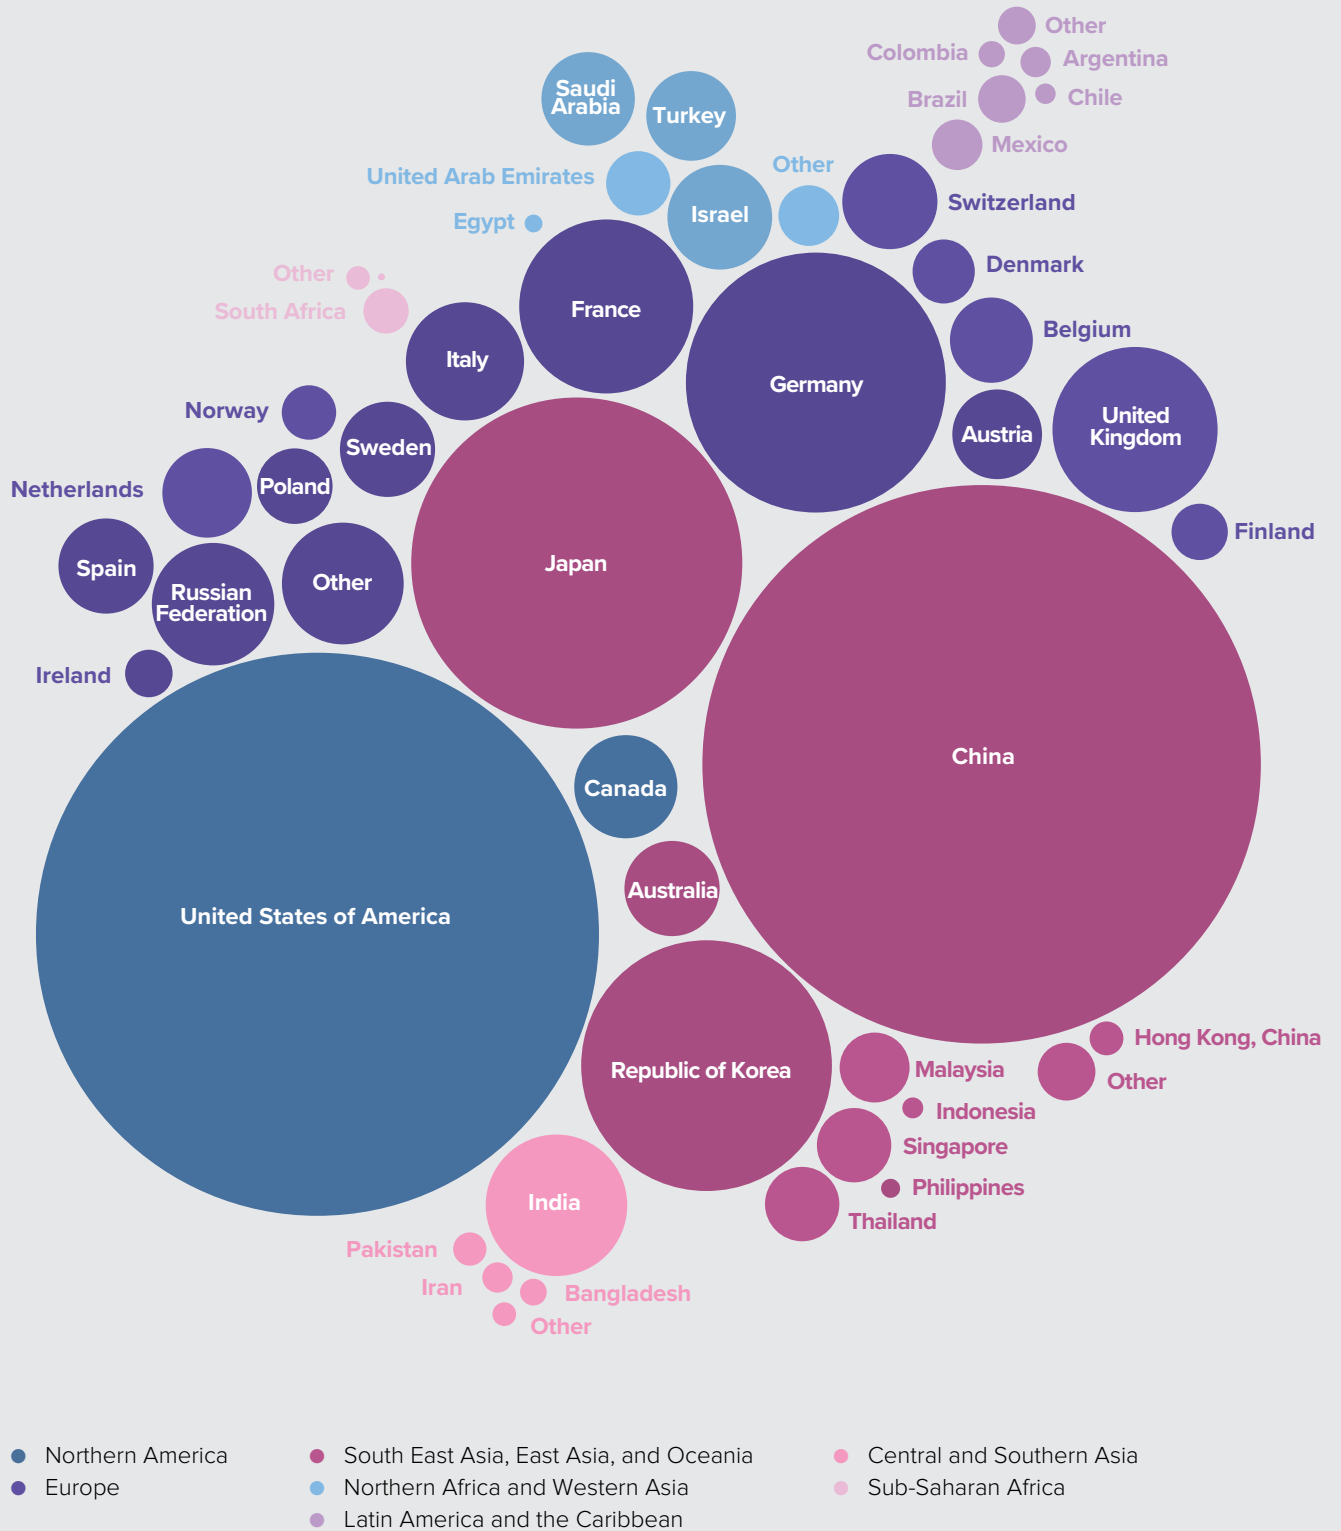 Other
Colombia
Argentina
Saudi
Arabia
Brazil
Chile
Turkey
Mexico
Other
United Arab Emirates
Switzerland
Israel
Egypt
Denmark
Other
South Africa
France
Belgium
Italy
Germany
Norway
United
Kingdom
Austria
Sweden
Netherlands
Poland
Finland
Spain
Japan
Other
Russian
Federation
Ireland
China
Canada
Australia
United States of America
Hong Kong, China
Republic of Korea
Malaysia
Other
Indonesia
Singapore
Philippines
India
Thailand
Pakistan
Iran
Bangladesh
Other
Northern America
South East Asia, East Asia, and Oceania
Central and Southern Asia
Europe
Northern Africa and Western Asia
Sub-Saharan Africa
Latin America and the Caribbean